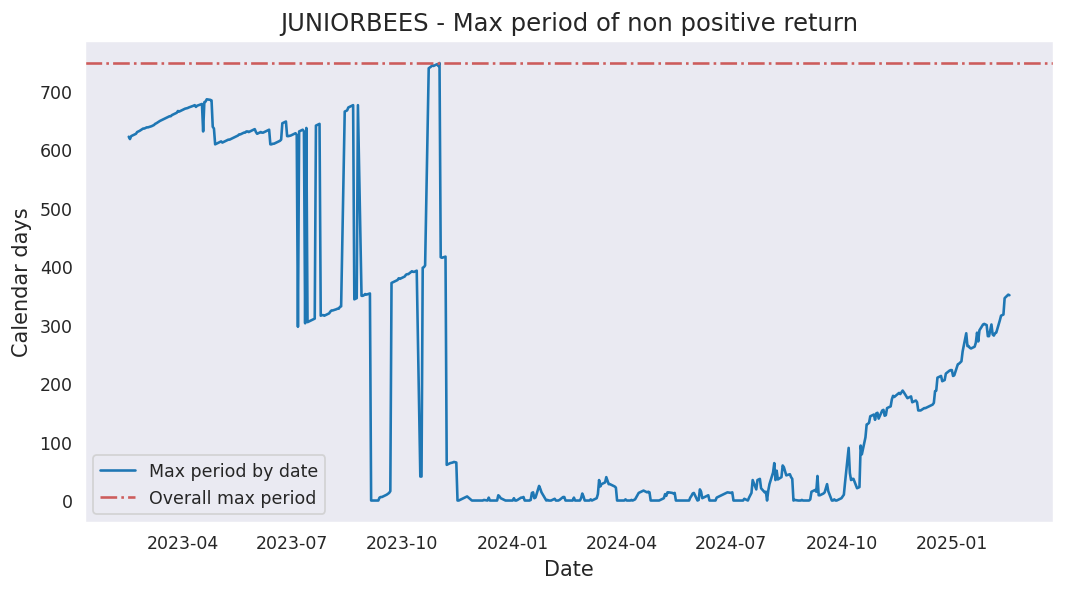 JUNIORBEES - Max period of non positive return
Calendar days
700
600
500
400
300
200
100
0
Max period by date
Overall max period
2023-04 2023-07 2023-10 2024-01 2024-04 2024-07 2024-10 2025-01
Date